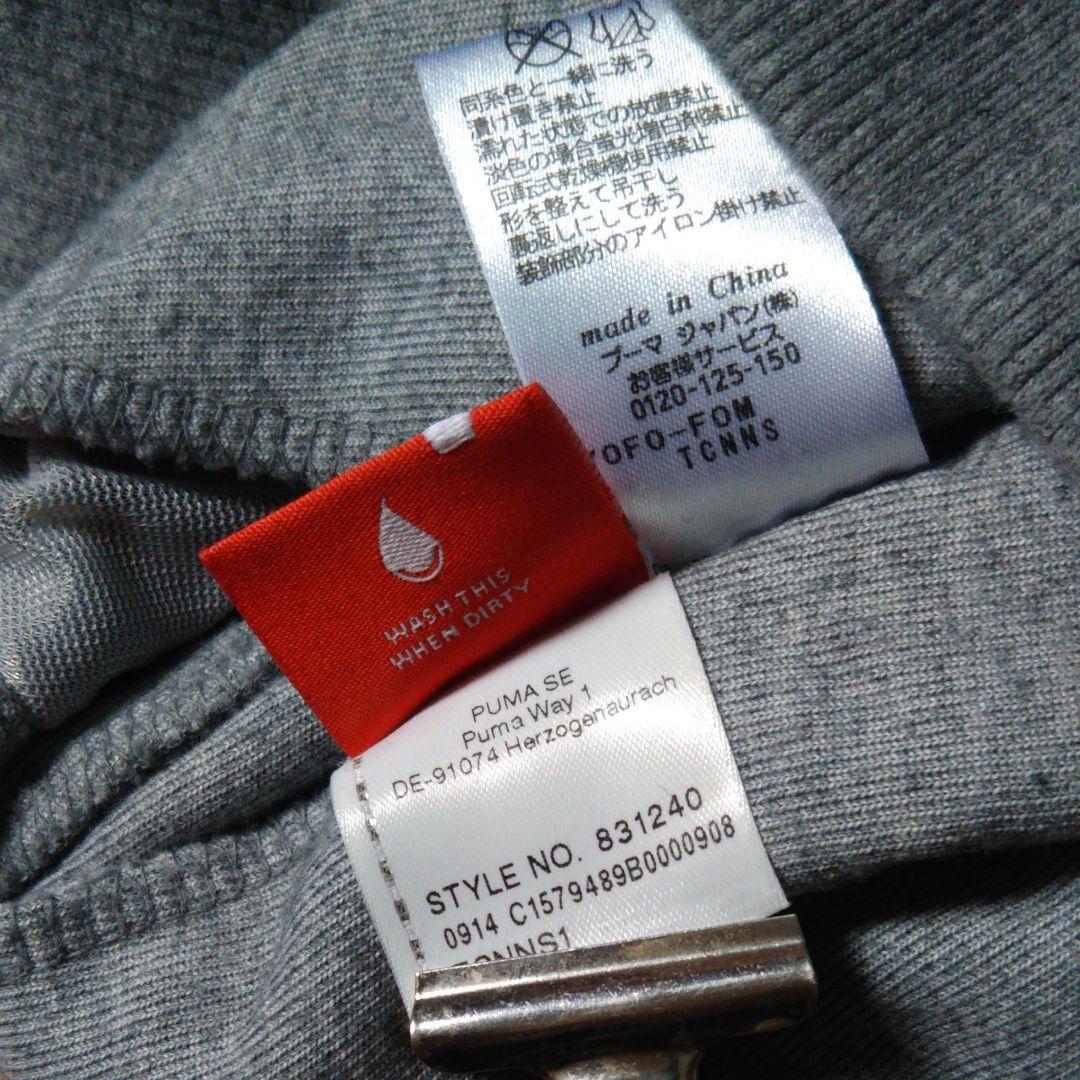 同系色と一緒に洗う
漬け置き禁止
濡れた状態での放置禁止
淡色の場合蛍光増白剤禁止
回転式乾燥機使用禁止
形を整えて吊干し
裏返しにして洗う
装飾部分のアイロン掛け禁止
made in China
プーマ ジャパン(株)
お客様サービス
0120-125-150
OFO-FOM
TCNNS
WASH THIS
WHEN DIRTY
PUMA SE
Puma Way 1
DE-91074 Herzogenaurach
STYLE NO. 831240
0914 C1579489B0000908
TCNNS1